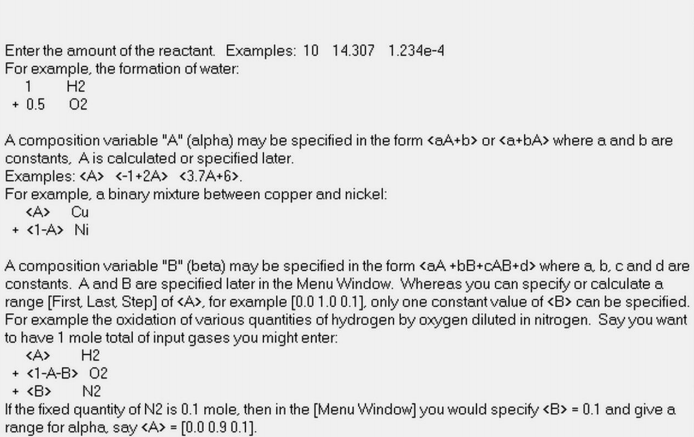 Enter the amount of the reactant. Examples: 10 14.307 1.234e-4
For example, the formation of water:
1 H2
+ 0.5 O2
A composition variable "A" (alpha) may be specified in the form <aA+b> or <a+bA> where a and b are
constants, A is calculated or specified later.
Examples: <A> <-1+2A> <3.7A+6>.
For example, a binary mixture between copper and nickel:
<A> Cu
+ <1-A> Ni
A composition variable "B" (beta) may be specified in the form <aA +bB+cAB+d> where a, b, c and d are
constants. A and B are specified later in the Menu Window. Whereas you can specify or calculate a
range [First, Last, Step] of <A>, for example [0.0 1.0 0.1], only one constant value of <B> can be specified.
For example the oxidation of various quantities of hydrogen by oxygen diluted in nitrogen. Say you want
to have 1 mole total of input gases you might enter:
<A> H2
+ <1-A-B> O2
+ <B> N2
If the fixed quantity of N2 is 0.1 mole, then in the [Menu Window] you would specify <B> = 0.1 and give a
range for alpha, say <A> = [0.0 0.9 0.1].